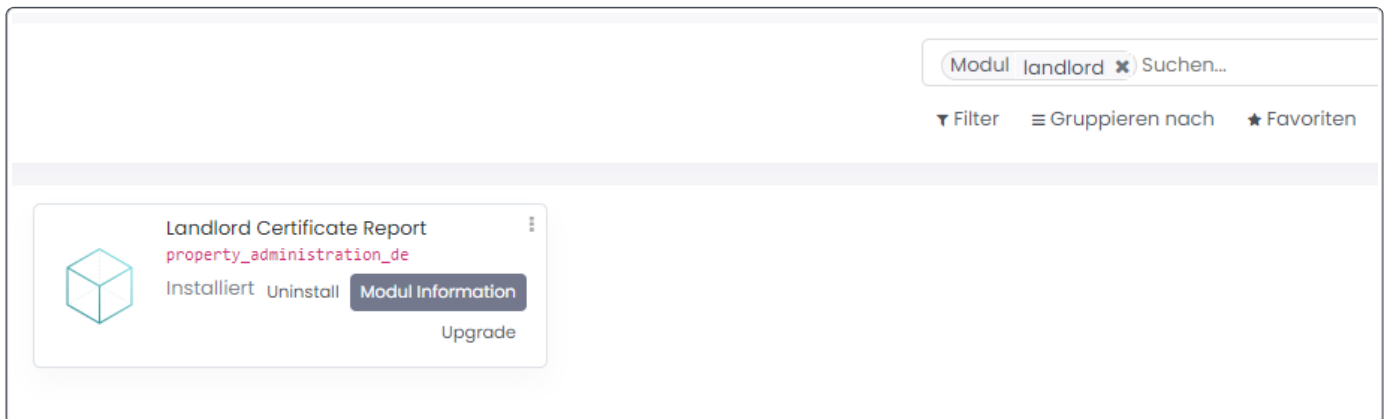 Modul landlord ✖ Suchen...
Filter Gruppieren nach Favoriten
Landlord Certificate Report
property_administration_de
Installiert Uninstall Modul Information
Upgrade